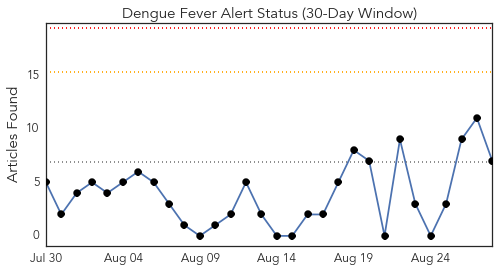 Dengue Fever Alert Status (30-Day Window)
Articles Found
15
10
5
0
Jul 30 Aug 04 Aug 09 Aug 14 Aug 19 Aug 24